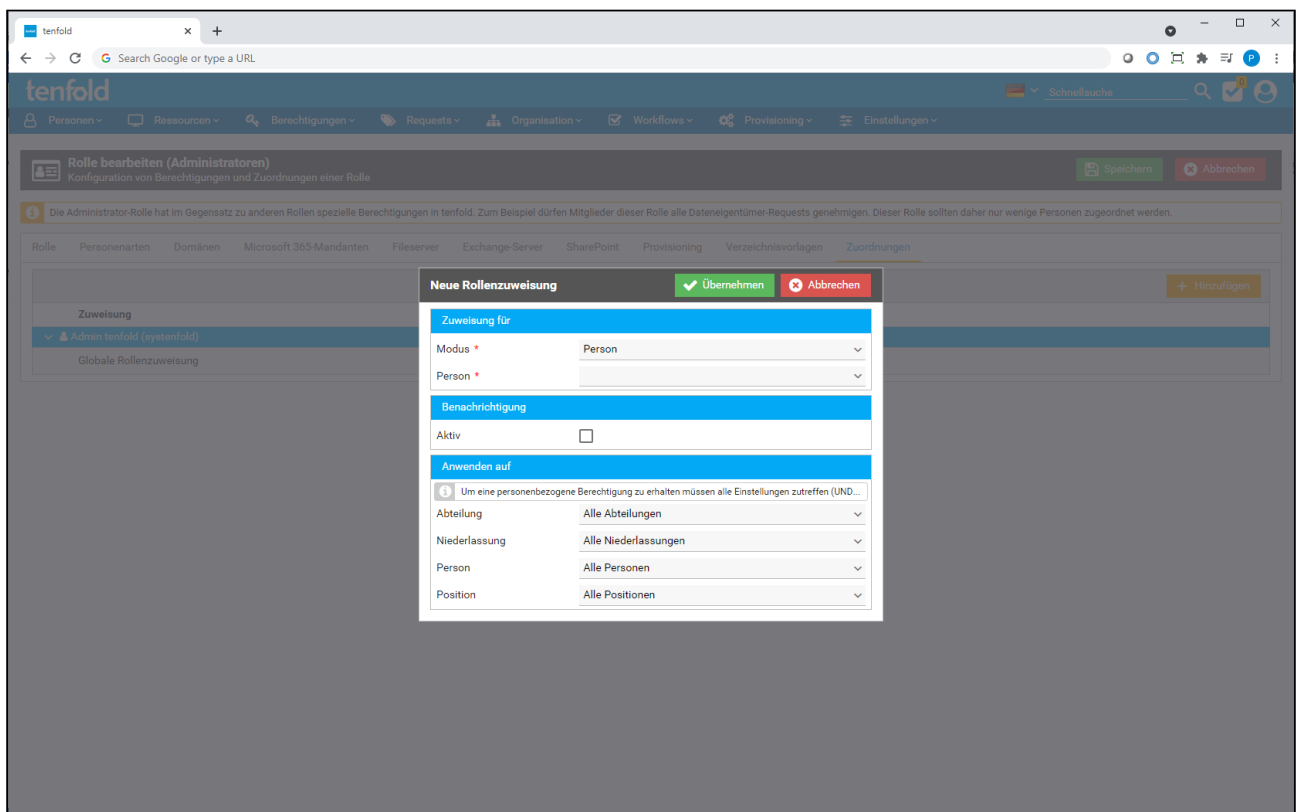 tenfold
Search Google or type a URL
P
tenfold
Schnellsuche
Personen Ressourcen Berechtigungen Requests Organisation Workflows Provisioning Einstellungen
Rolle bearbeiten (Administratoren)
Konfiguration von Berechtigungen und Zuordnungen einer Rolle
Speichern Abbrechen
Die Administrator-Rolle hat im Gegensatz zu anderen Rollen spezielle Berechtigungen in tenfold. Zum Beispiel dürfen Mitglieder dieser Rolle alle Dateneigentümer-Requests genehmigen. Dieser Rolle sollten daher nur wenige Personen zugeordnet werden.
Rolle Personenarten Domänen Microsoft 365-Mandanten Fileserver Exchange-Server SharePoint Provisioning Verzeichnisvorlagen Zuordnungen
+ Hinzufügen
Zuweisung
Admin tenfold (systenfold)
Globale Rollenzuweisung
Neue Rollenzuweisung Übernehmen Abbrechen
Zuweisung für
Modus * Person
Person *
Benachrichtigung
Aktiv
Anwenden auf
Um eine personenbezogene Berechtigung zu erhalten müssen alle Einstellungen zutreffen (UND...
Abteilung Alle Abteilungen
Niederlassung Alle Niederlassungen
Person Alle Personen
Position Alle Positionen